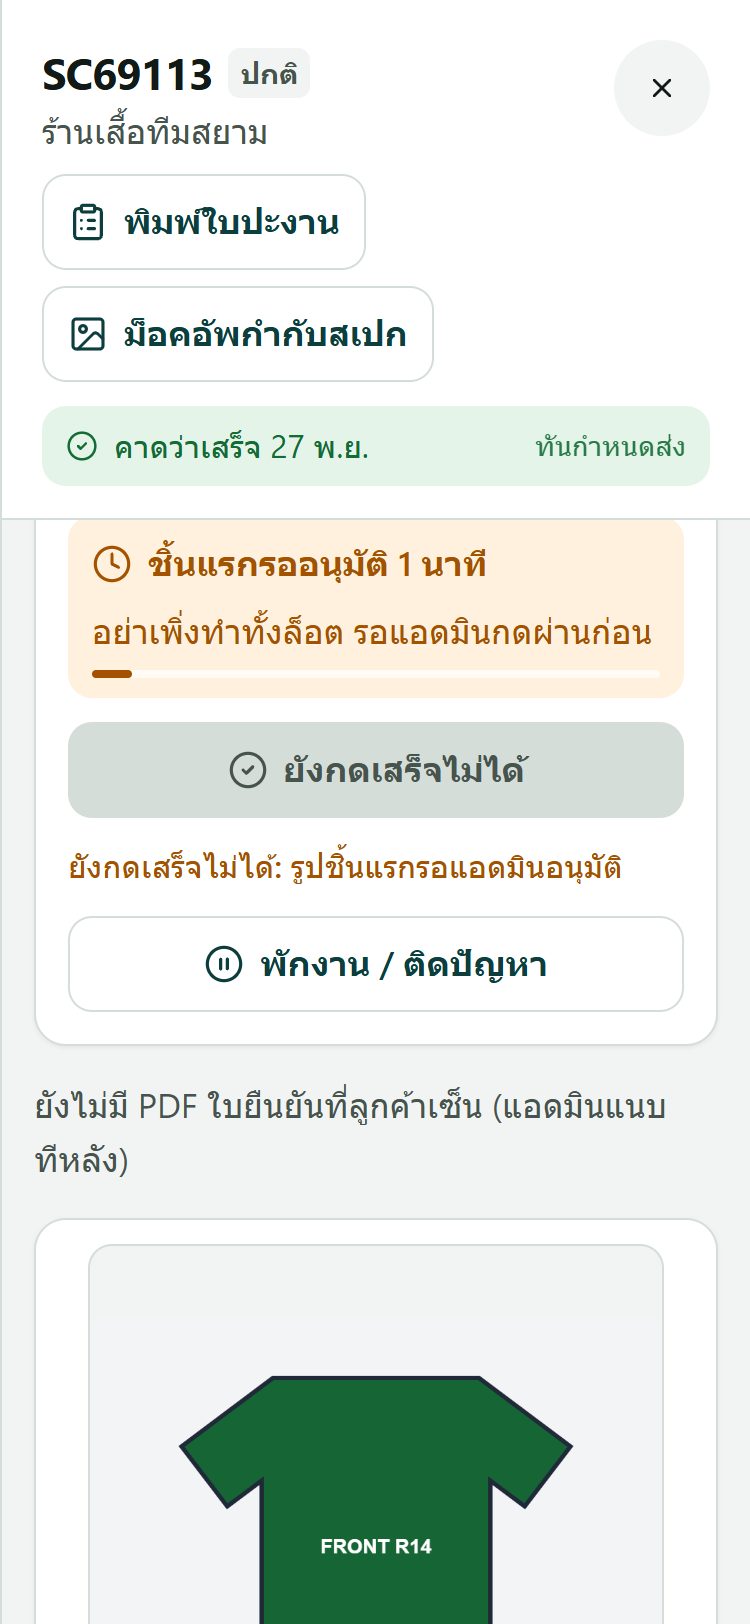 SC69113 ปกติ
ร้านเสื้อทีมสยาม
พิมพ์ใบปะงาน
ม็อคอัพกำกับสเปก
คาดว่าเสร็จ 27 พ.ย. ทันกำหนดส่ง
ชิ้นแรกรออนุมัติ 1 นาที
อย่าเพิ่งทำทั้งล็อต รอแอดมินกดผ่านก่อน
ยังกดเสร็จไม่ได้
ยังกดเสร็จไม่ได้: รูปชิ้นแรกรอแอดมินอนุมัติ
พักงาน / ติดปัญหา
ยังไม่มี PDF ใบยืนยันที่ลูกค้าเซ็น (แอดมินแนบ
ทีหลัง)
FRONT R14